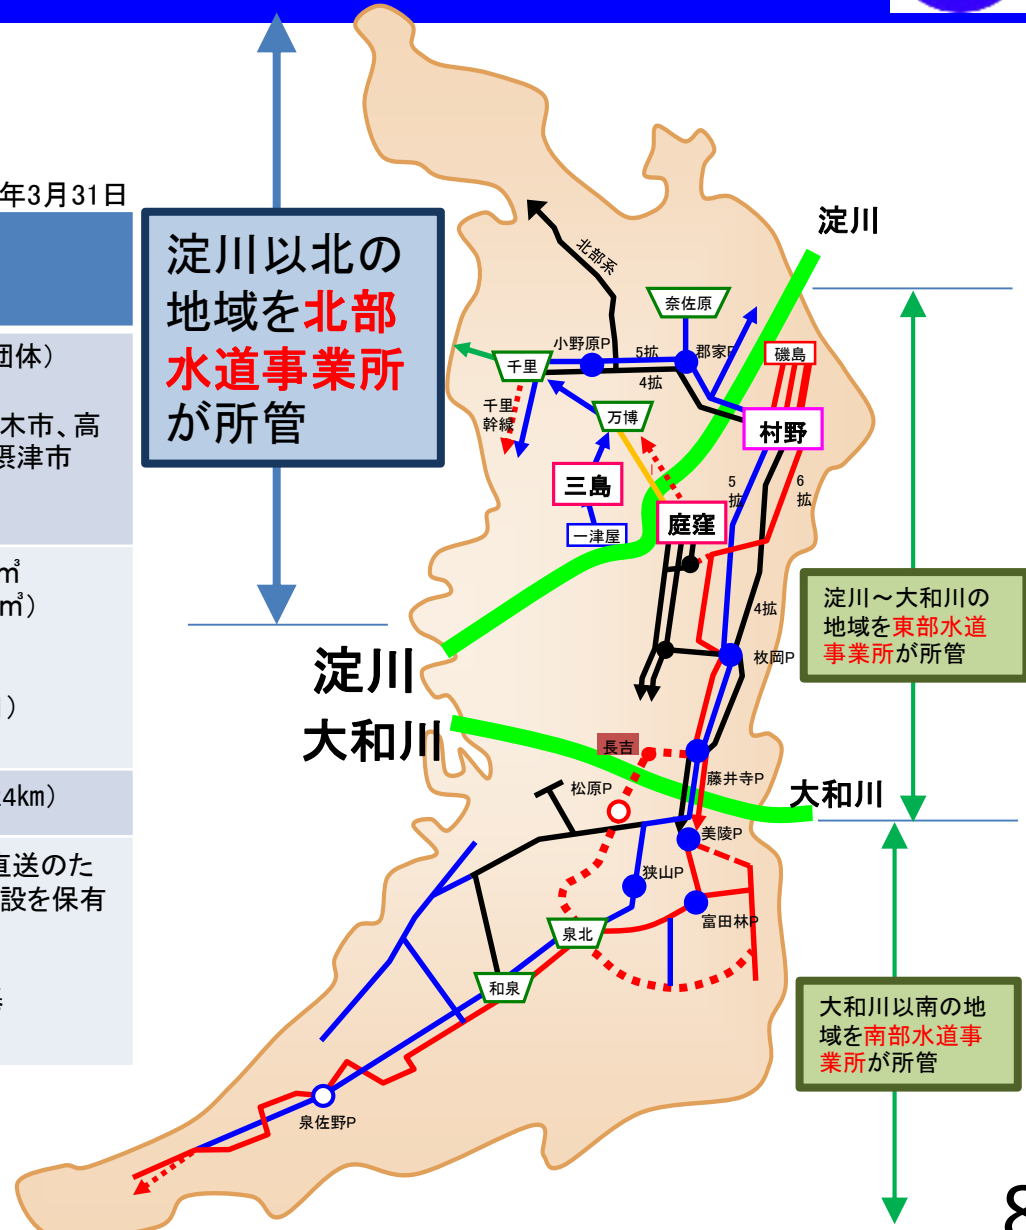 年3月31日
団体）
木市、高
摂津市
㎥
㎥）
）
4km）
直送のた
設を保有
淀川以北の
地域を北部
水道事業所
が所管
淀川
北部系
奈佐原
小野原P
5拡
郡家P
磯島
千里
4拡
千里
幹線
万博
村野
三島
5
拡
6
拡
一津屋
庭窪
淀川～大和川の
地域を東部水道
事業所が所管
4拡
枚岡P
淀川
大和川
長吉
藤井寺P
松原P
大和川
美陵P
狭山P
富田林P
泉北
和泉
大和川以南の地
域を南部水道事
業所が所管
泉佐野P
8